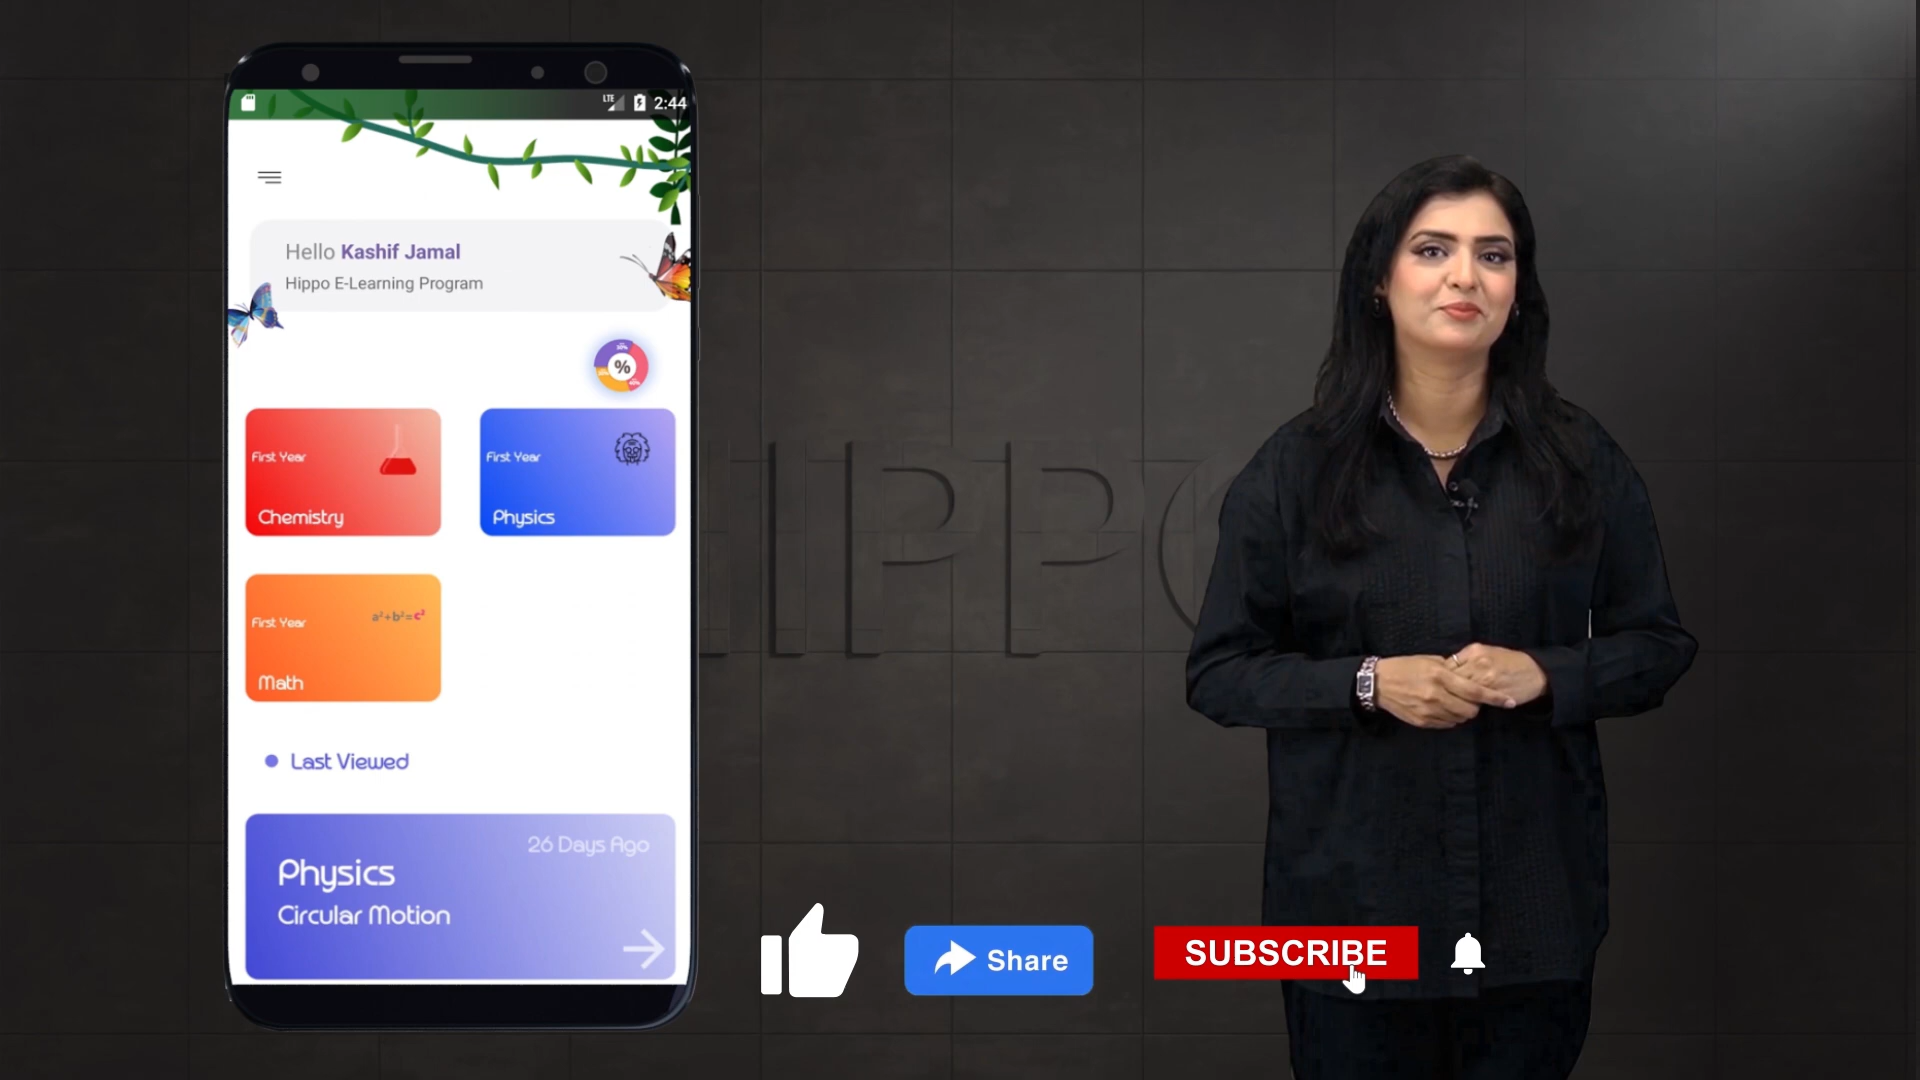 LTE 2:44
Hello Kashif Jamal
Hippo E-Learning Program
%
First Year
Chemistry
First Year
Physics
First Year
a²+b²=c²
Math
Last Viewed
26 Days Ago
Physics
Circular Motion
HIPPO
Share
SUBSCRIBE